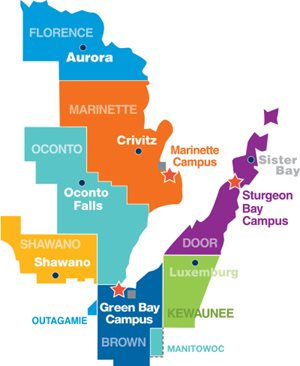 FLORENCE
Aurora
MARINETTE
Crivitz
Marinette
Campus
OCONTO
Oconto
Falls
Sister
Bay
Sturgeon
Bay
Campus
SHAWANO
Shawano
DOOR
Luxemburg
Green Bay
Campus
KEWAUNEE
OUTAGAMIE
BROWN
MANITOWOC